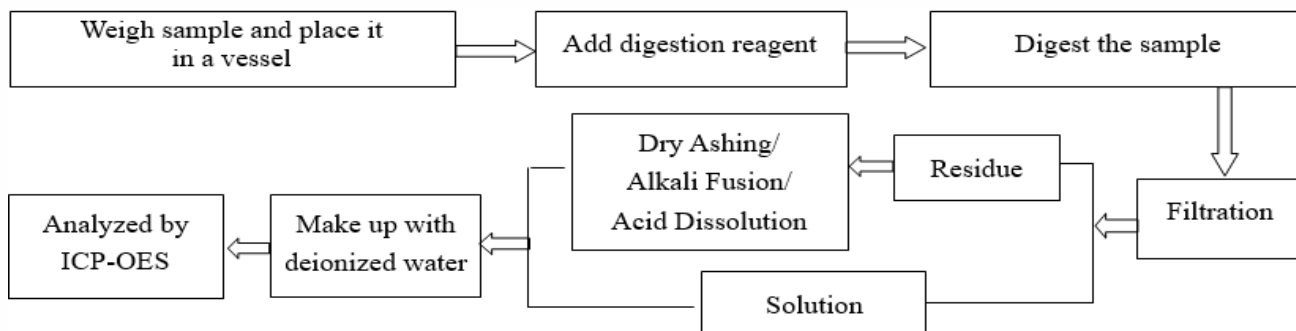 Weigh sample and place it
in a vessel
Add digestion reagent
Digest the sample
Filtration
Residue
Dry Ashing/
Alkali Fusion/
Acid Dissolution
Solution
Make up with
deionized water
Analyzed by
ICP-OES